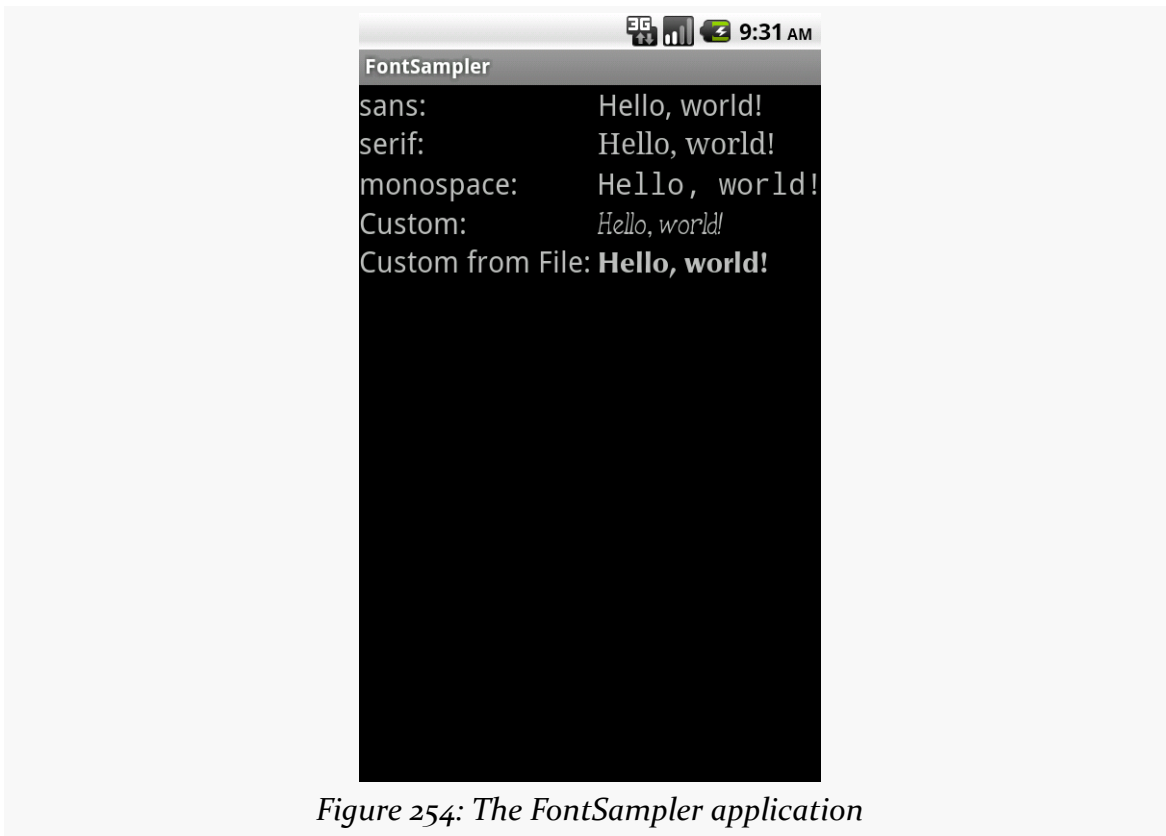 3G 9:31 AM
FontSampler
sans: Hello, world!
serif: Hello, world!
monospace: Hello, world!
Custom: Hello, world!
Custom from File: Hello, world!
Figure 254: The FontSampler application